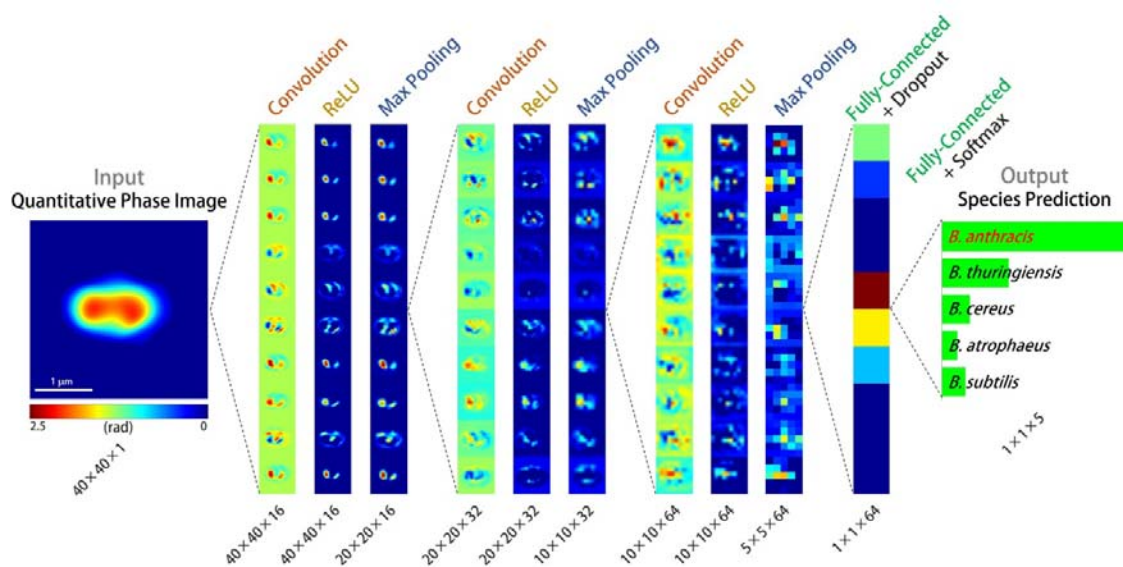 Input
Quantitative Phase Image
1 μm
2.5
(rad)
0
40×40×1
Convolution
ReLU
Max Pooling
Convolution
ReLU
Max Pooling
Convolution
ReLU
Max Pooling
Fully-Connected
+ Dropout
Fully-Connected
+ Softmax
40×40×16
40×40×16
20×20×16
20×20×32
20×20×32
10×10×32
10×10×64
10×10×64
5×5×64
1×1×64
Output
Species Prediction
B. anthracis
B. thuringiensis
B. cereus
B. atrophaeus
B. subtilis
1×1×5